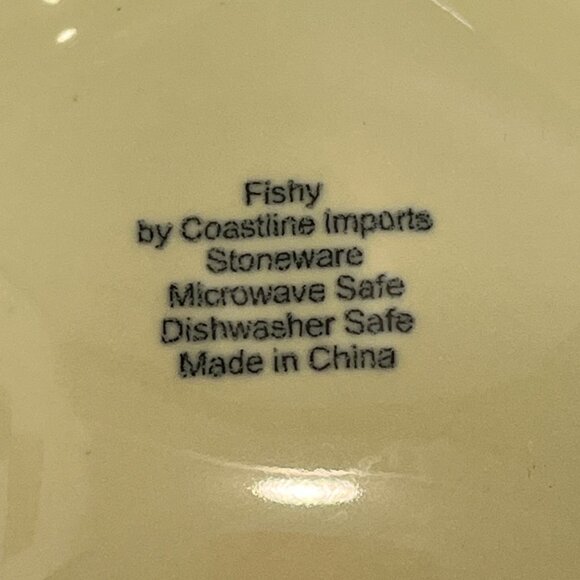 Fishy
by Coastline Imports
Stoneware
Microwave Safe
Dishwasher Safe
Made in China